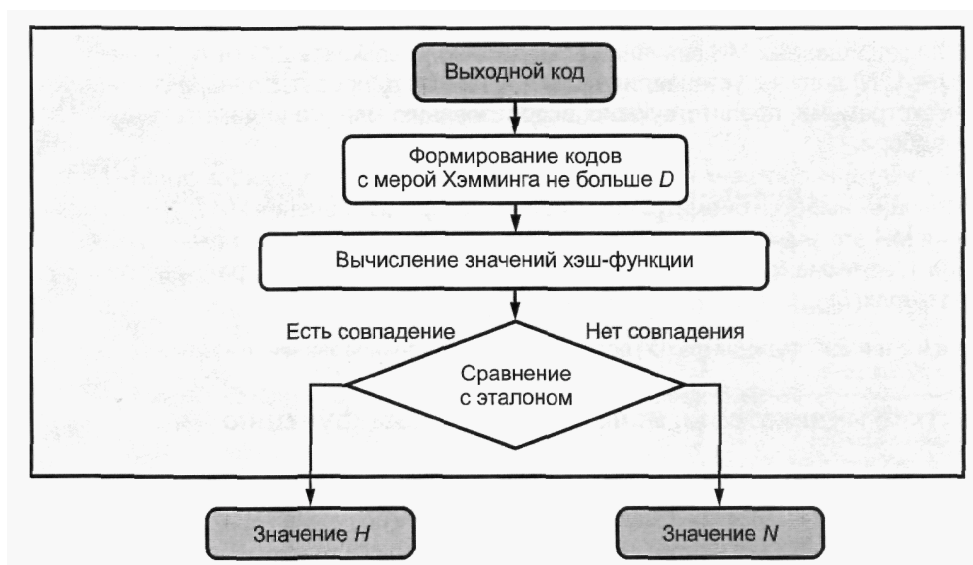 Выходной код
Формирование кодов
с мерой Хэмминга не больше D
Вычисление значений хэш-функции
Есть совпадение
Нет совпадения
Сравнение
с эталоном
Значение H
Значение N